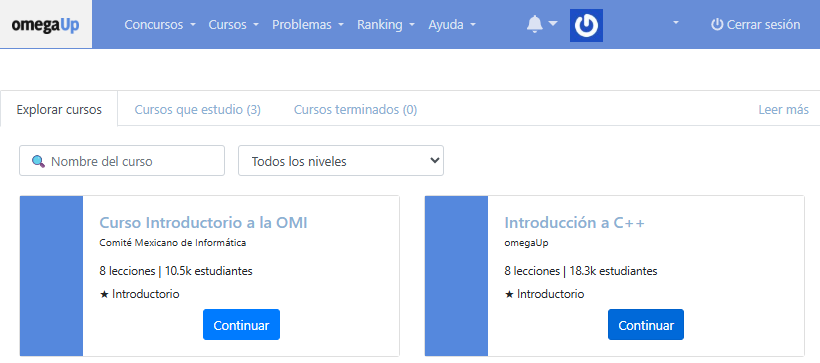 omegaUp Concursos Cursos Problemas Ranking Ayuda Cerrar sesión
Explorar cursos Cursos que estudio (3) Cursos terminados (0) Leer más
Nombre del curso Todos los niveles
Curso Introductorio a la OMI
Comité Mexicano de Informática
8 lecciones | 10.5k estudiantes
★ Introductorio
Continuar
Introducción a C++
omegaUp
8 lecciones | 18.3k estudiantes
★ Introductorio
Continuar